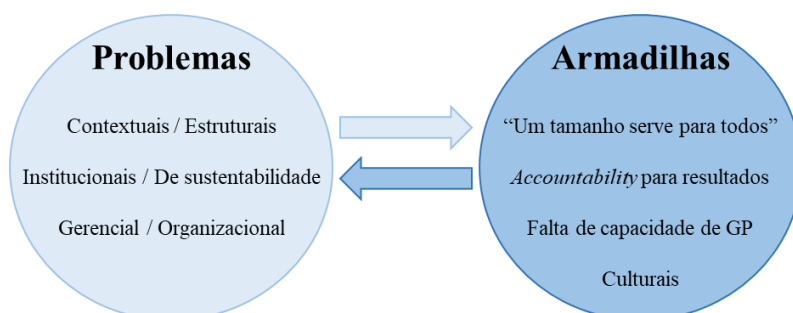 Problemas
Contextuais / Estruturais
Institucionais / De sustentabilidade
Gerencial / Organizacional
Armadilhas
“Um tamanho serve para todos”
Accountability para resultados
Falta de capacidade de GP
Culturais